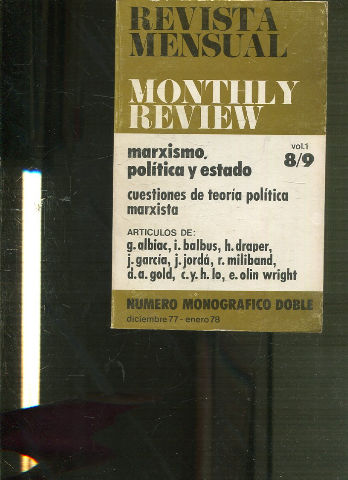 REVISTA
MENSUAL
MONTHLY
REVIEW
vol.1
8/9
marxismo,
política y estado
cuestiones de teoría política
marxista
ARTICULOS DE:
g. albiac, i. balbus, h. draper,
j. garcía, j. jordá, r. miliband,
d. a. gold, c. y. h. lo, e. olin wright
NUMERO MONOGRAFICO DOBLE
diciembre 77 - enero 78